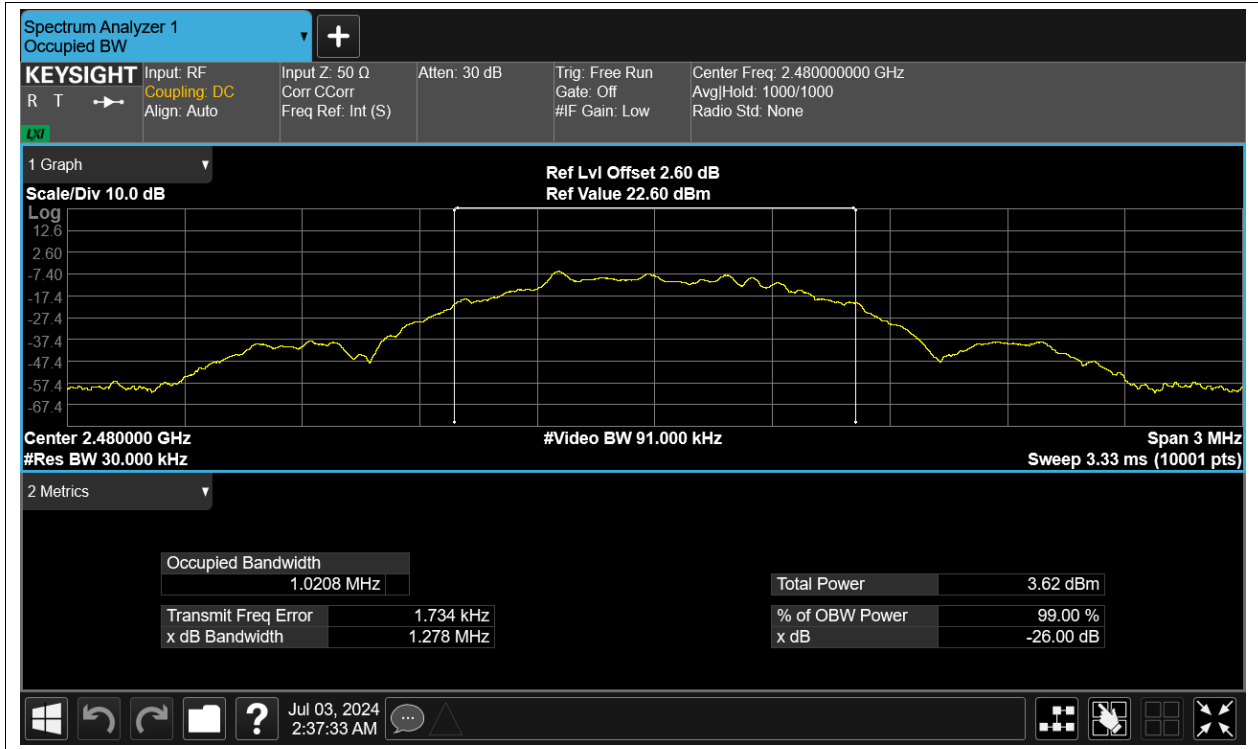 Spectrum Analyzer 1
Occupied BW
KEYSIGHT
R T
LXI
Input: RF
Coupling: DC
Align: Auto
Input Z: 50 Ω
Corr CCorr
Freq Ref: Int (S)
Atten: 30 dB
Trig: Free Run
Gate: Off
#IF Gain: Low
Center Freq: 2.480000000 GHz
Avg|Hold: 1000/1000
Radio Std: None
1 Graph
Scale/Div 10.0 dB
Ref Lvl Offset 2.60 dB
Ref Value 22.60 dBm
Log
12.6
2.60
-7.40
-17.4
-27.4
-37.4
-47.4
-57.4
-67.4
Center 2.480000 GHz
#Res BW 30.000 kHz
#Video BW 91.000 kHz
Span 3 MHz
Sweep 3.33 ms (10001 pts)
2 Metrics
Occupied Bandwidth
1.0208 MHz
Transmit Freq Error 1.734 kHz
x dB Bandwidth 1.278 MHz
Total Power 3.62 dBm
% of OBW Power 99.00 %
x dB -26.00 dB
?
Jul 03, 2024
2:37:33 AM